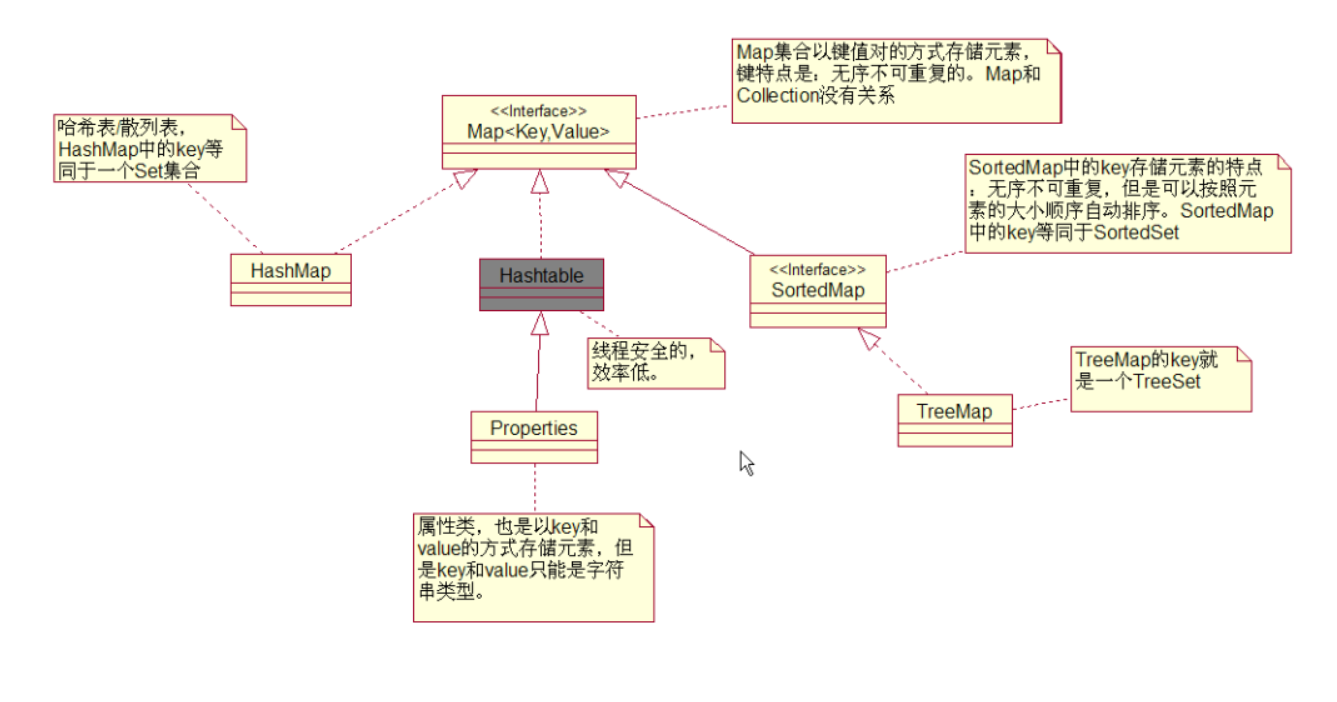 Map集合以键值对的方式存储元素，
键特点是：无序不可重复的。Map和
Collection没有关系
<<Interface>>
Map<Key,Value>
哈希表/散列表，
HashMap中的key等
同于一个Set集合
SortedMap中的key存储元素的特点
：无序不可重复，但是可以按照元
素的大小顺序自动排序。SortedMap
中的key等同于SortedSet
HashMap
Hashtable
<<Interface>>
SortedMap
线程安全的，
效率低。
TreeMap的key就
是一个TreeSet
TreeMap
Properties
属性类，也是以key和
value的方式存储元素，但
是key和value只能是字符
串类型。